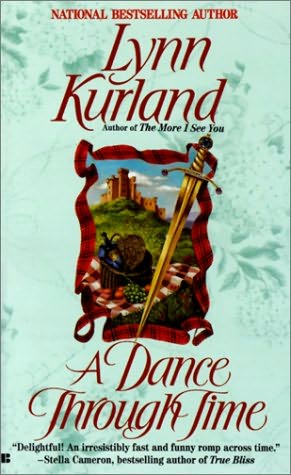 NATIONAL BESTSELLING AUTHOR
Lynn
Kurland
Author of The More I See You
A Dance
Through Time
B
"Delightful! An irresistibly fast and funny romp across time."
–Stella Cameron, bestselling author of True Bliss